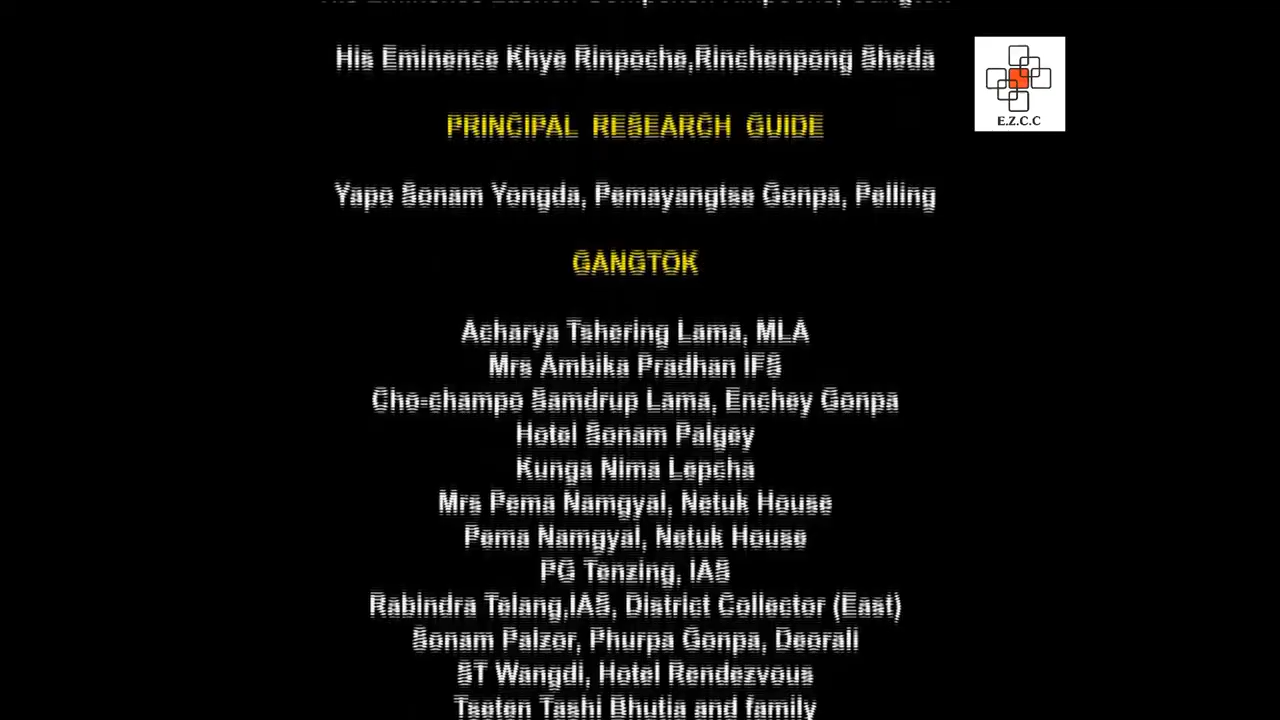 His Eminence Khye Rinpoche,Rinchenpong Sheda
E.Z.C.C
PRINCIPAL RESEARCH GUIDE
Yapo Sonam Yongda, Pemayangtse Gonpa, Pelling
GANGTOK
Acharya Tshering Lama, MLA
Mrs Ambika Pradhan IFS
Cho-champo Samdrup Lama, Enchey Gonpa
Hotel Sonam Palgey
Kunga Nima Lepcha
Mrs Pema Namgyal, Netuk House
Pema Namgyal, Netuk House
PG Tenzing, IAS
Rabindra Telang,IAS, District Collector (East)
Sonam Palzor, Phurpa Gonpa, Deorali
ST Wangdi, Hotel Rendezvous
Tseten Tashi Bhutia and family